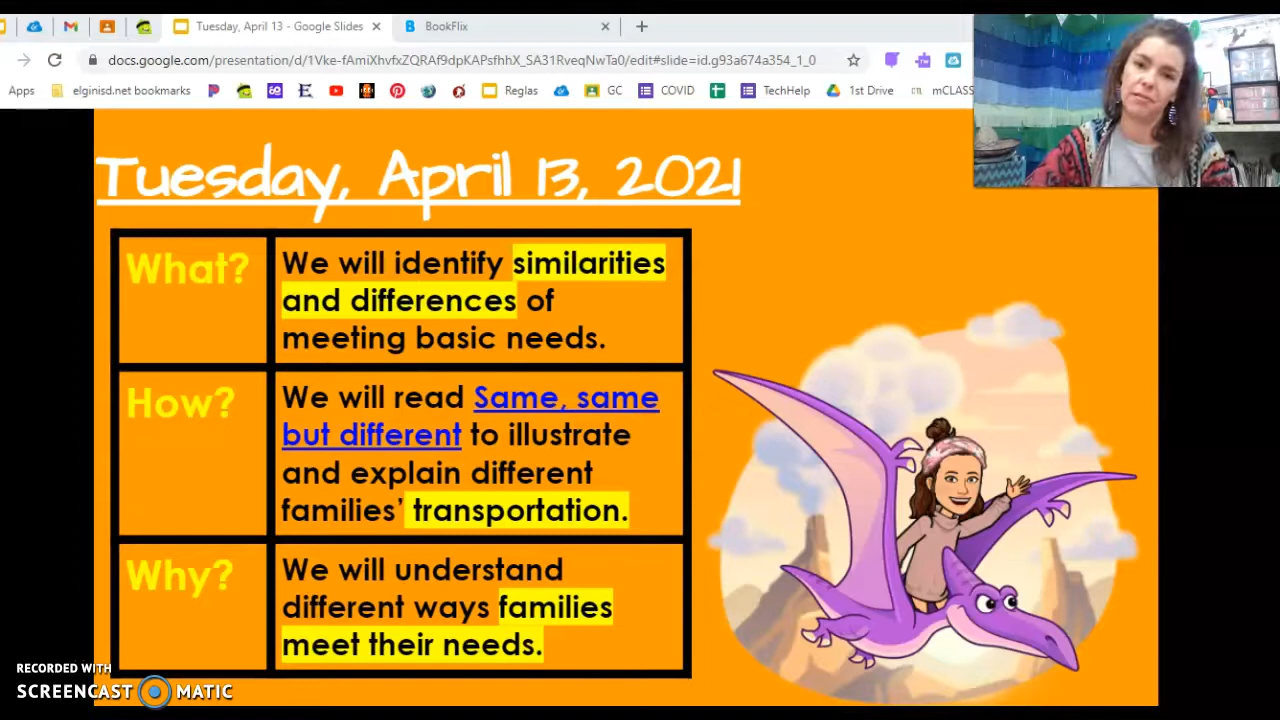 Tuesday, April 13 - Google Slides
BookFlix
docs.google.com/presentation/d/1Vke-fAmiXhvfxZQRAf9dpKAPsfhhX_SA31RveqNwTa0/edit#slide=id.g93a674a354_1_0
Apps
elginisd.net bookmarks
Reglas
GC
COVID
TechHelp
1st Drive
mCLASS
Tuesday, April 13, 2021
What?
We will identify similarities
and differences of
meeting basic needs.
How?
We will read Same, same
but different to illustrate
and explain different
families' transportation.
Why?
We will understand
different ways families
meet their needs.
RECORDED WITH
SCREENCAST MATIC